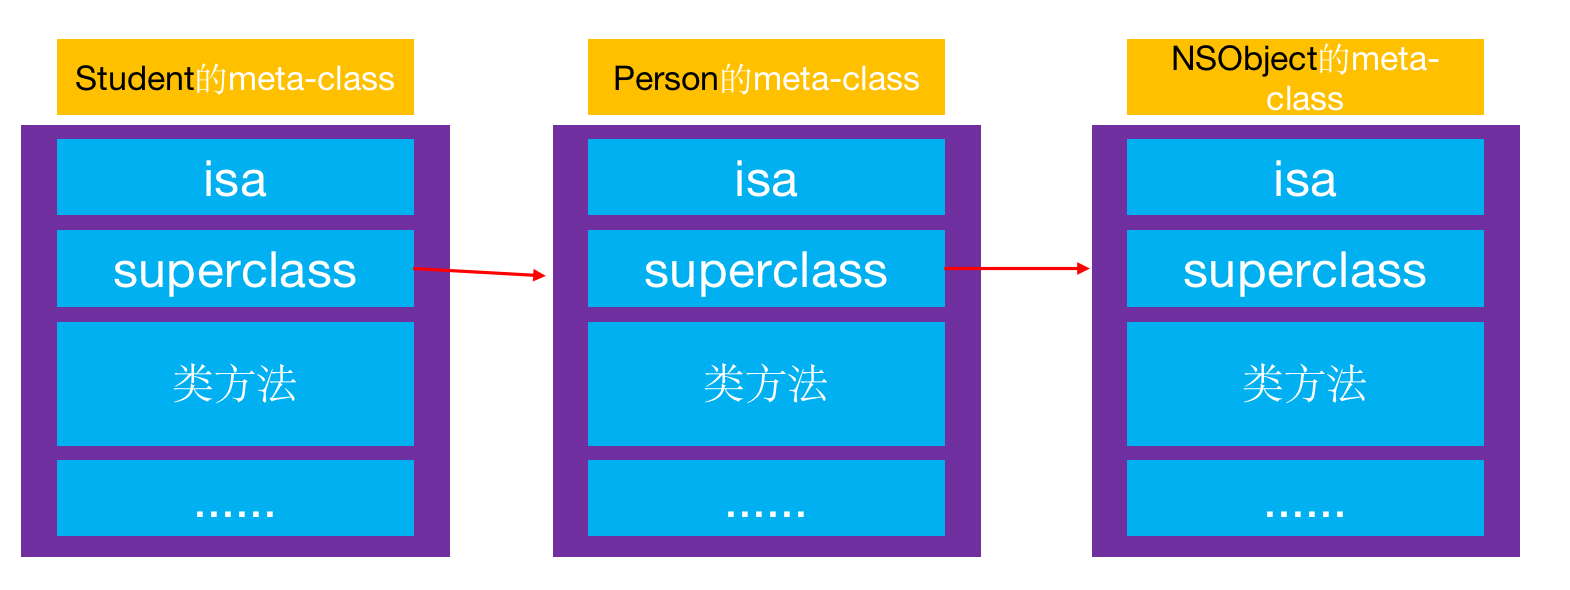 Student的meta-class
isa
superclass
类方法
......
Person的meta-class
isa
superclass
类方法
......
NSObject的meta-
class
isa
superclass
类方法
......